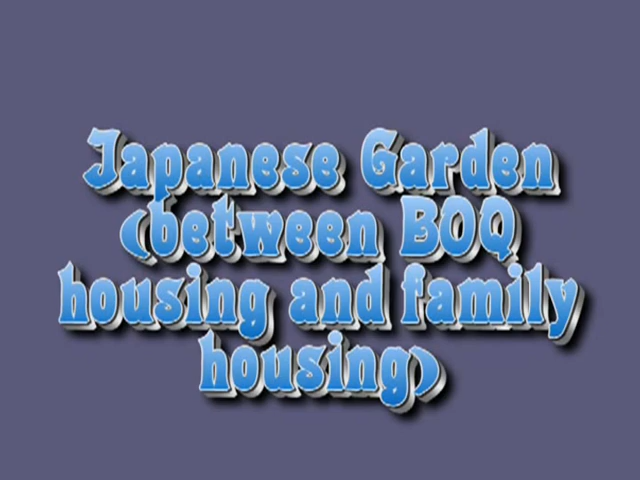 Japanese Garden
(between BOQ
housing and family
housing)